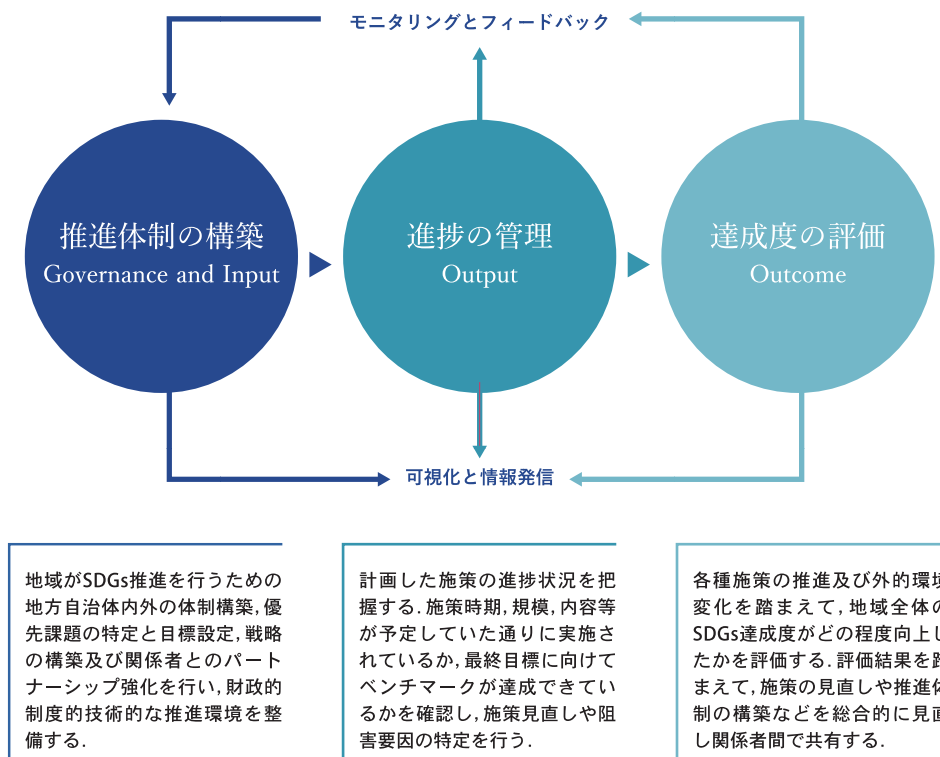 モニタリングとフィードバック
推進体制の構築
Governance and Input
進捗の管理
Output
達成度の評価
Outcome
可視化と情報発信
地域がSDGs推進を行うための
地方自治体内外の体制構築,優
先課題の特定と目標設定,戦略
の構築及び関係者とのパート
ナーシップ強化を行い,財政的
制度的技術的な推進環境を整
備する.
計画した施策の進捗状況を把
握する.施策時期,規模,内容等
が予定していた通りに実施さ
れているか,最終目標に向けて
ベンチマークが達成できてい
るかを確認し,施策見直しや阻
害要因の特定を行う.
各種施策の推進及び外的環境
変化を踏まえて,地域全体の
SDGs達成度がどの程度向上し
たかを評価する.評価結果を踏
まえて,施策の見直しや推進体
制の構築などを総合的に見直
し関係者間で共有する.